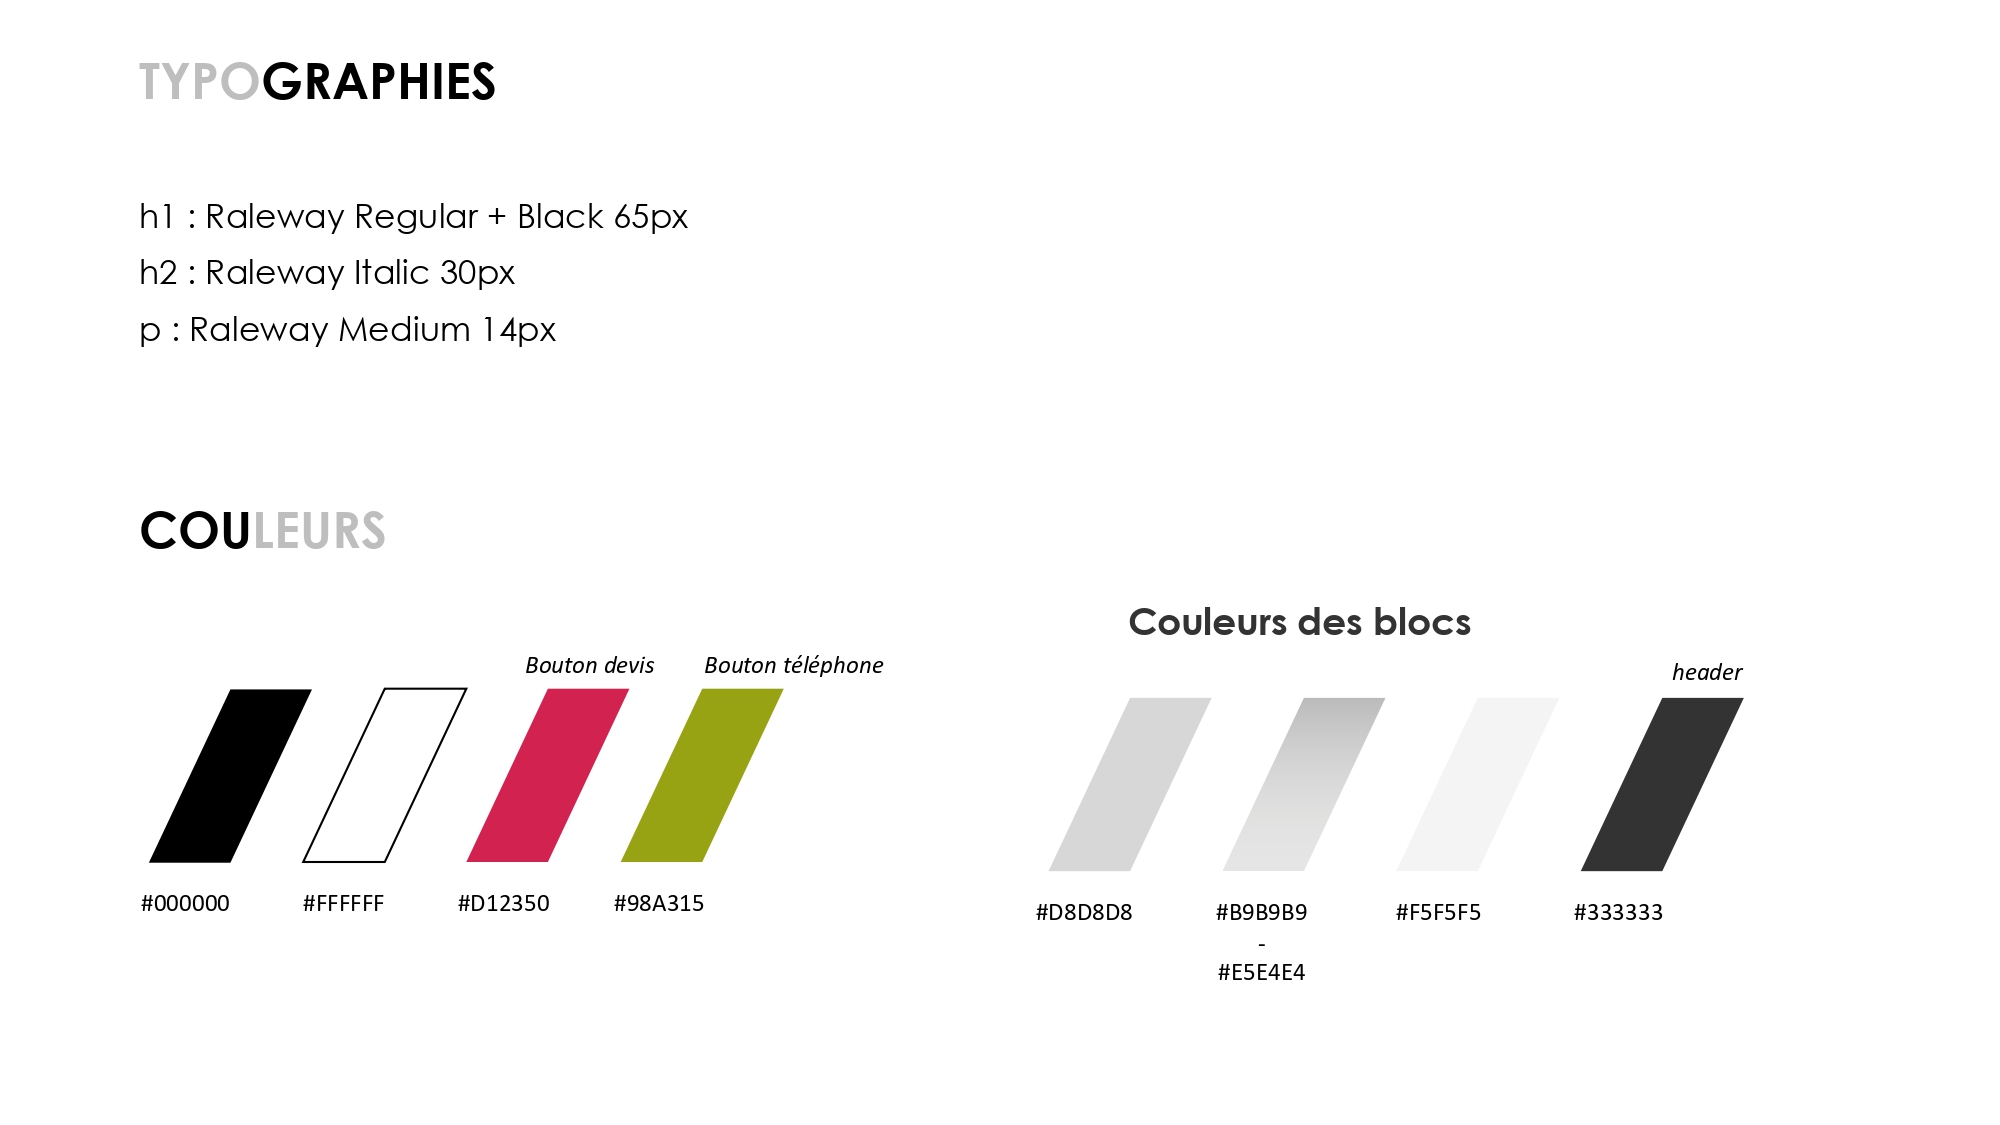 TYPOGRAPHIES
h1 : Raleway Regular + Black 65px
h2 : Raleway Italic 30px
p : Raleway Medium 14px
COULEURS
Bouton devis
Bouton téléphone
#000000
#FFFFFF
#D12350
#98A315
Couleurs des blocs
header
#D8D8D8
#B9B9B9
-
#E5E4E4
#F5F5F5
#333333